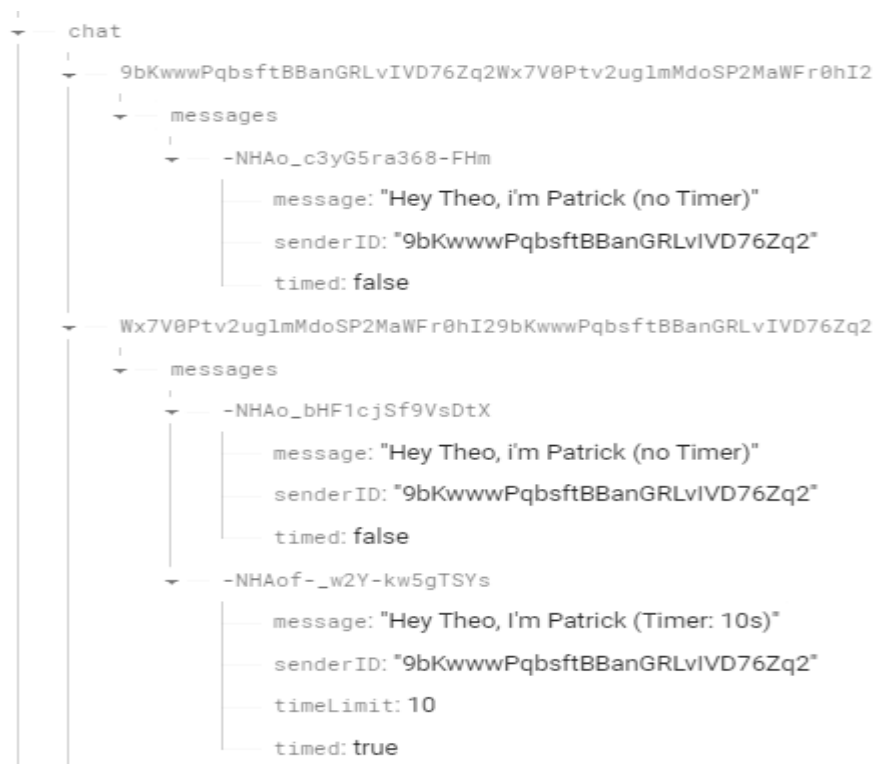 chat
9bKwwwPqbsftBBanGRLvIVD76Zq2Wx7V0Ptv2uglmMdoSP2MaWFr0hI2
messages
-NHAo_c3yG5ra368-FHm
message: "Hey Theo, i'm Patrick (no Timer)"
senderID: "9bKwwwPqbsftBBanGRLvIVD76Zq2"
timed: false
Wx7V0Ptv2uglmMdoSP2MaWFr0hI29bKwwwPqbsftBBanGRLvIVD76Zq2
messages
-NHAo_bHF1cjSf9VsDtX
message: "Hey Theo, i'm Patrick (no Timer)"
senderID: "9bKwwwPqbsftBBanGRLvIVD76Zq2"
timed: false
-NHAof-_w2Y-kw5gTSYs
message: "Hey Theo, I'm Patrick (Timer: 10s)"
senderID: "9bKwwwPqbsftBBanGRLvIVD76Zq2"
timeLimit: 10
timed: true